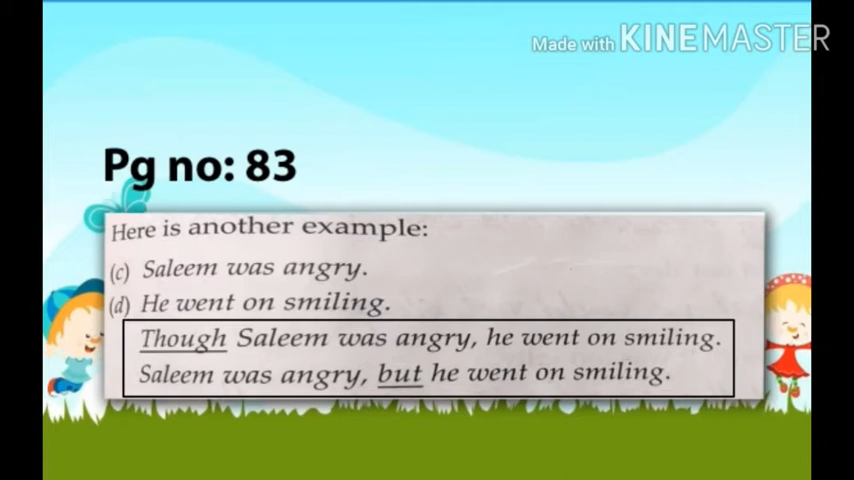 Made with KINEMASTER
Pg no: 83
Here is another example:
(c) Saleem was angry.
(d) He went on smiling.
Though Saleem was angry, he went on smiling.
Saleem was angry, but he went on smiling.